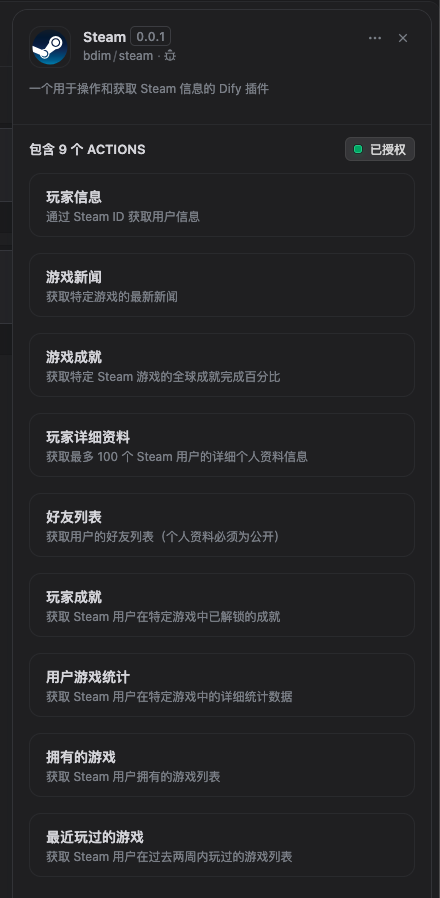 Steam 0.0.1
bdim/steam ·
一个用于操作和获取 Steam 信息的 Dify 插件
包含 9 个 ACTIONS
已授权
玩家信息
通过 Steam ID 获取用户信息
游戏新闻
获取特定游戏的最新新闻
游戏成就
获取特定 Steam 游戏的全球成就完成百分比
玩家详细资料
获取最多 100 个 Steam 用户的详细个人资料信息
好友列表
获取用户的好友列表（个人资料必须为公开）
玩家成就
获取 Steam 用户在特定游戏中已解锁的成就
用户游戏统计
获取 Steam 用户在特定游戏中的详细统计数据
拥有的游戏
获取 Steam 用户拥有的游戏列表
最近玩过的游戏
获取 Steam 用户在过去两周内玩过的游戏列表